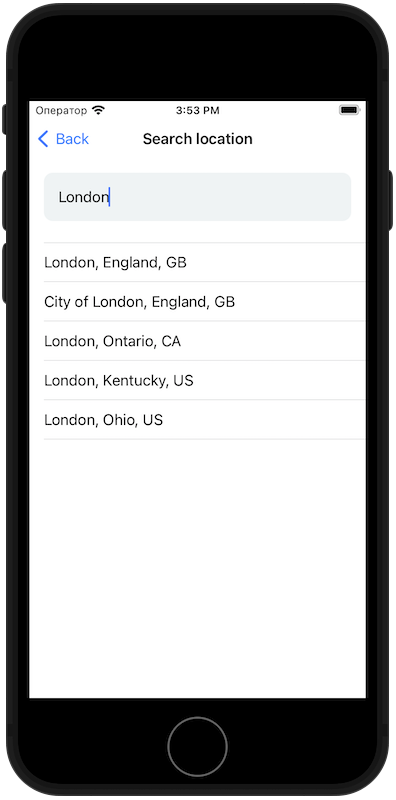 Оператор 3:53 PM
Back Search location
London
London, England, GB
City of London, England, GB
London, Ontario, CA
London, Kentucky, US
London, Ohio, US